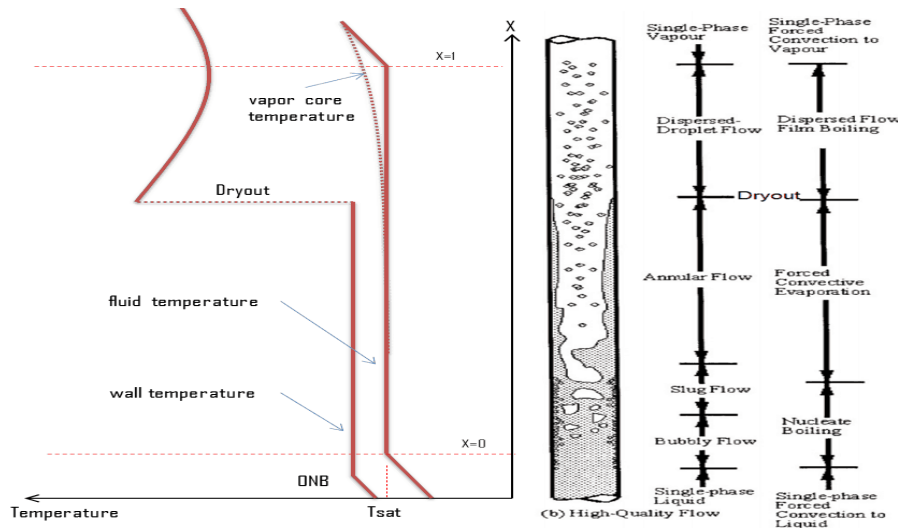 X
X=1
vapor core
temperature
Dryout
fluid temperature
wall temperature
X=0
ONB
Temperature
Tsat
(b) High-Quality Flow
Single-Phase
Vapour
Dispersed-
Droplet Flow
Dryout
Annular Flow
Slug Flow
Bubbly Flow
Single-phase
Liquid
Single-Phase
Forced
Convection to
Vapour
Dispersed Flow
Film Boiling
Forced
Convective
Evaporation
Nucleate
Boiling
Single-phase
Forced
Convection to
Liquid